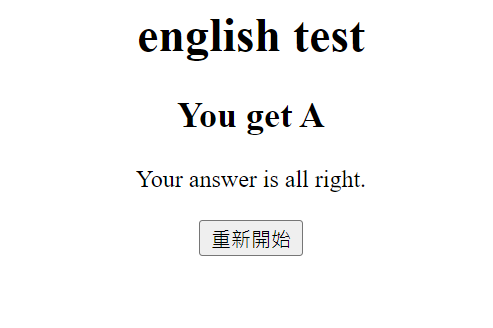 english test
You get A
Your answer is all right.
重新開始